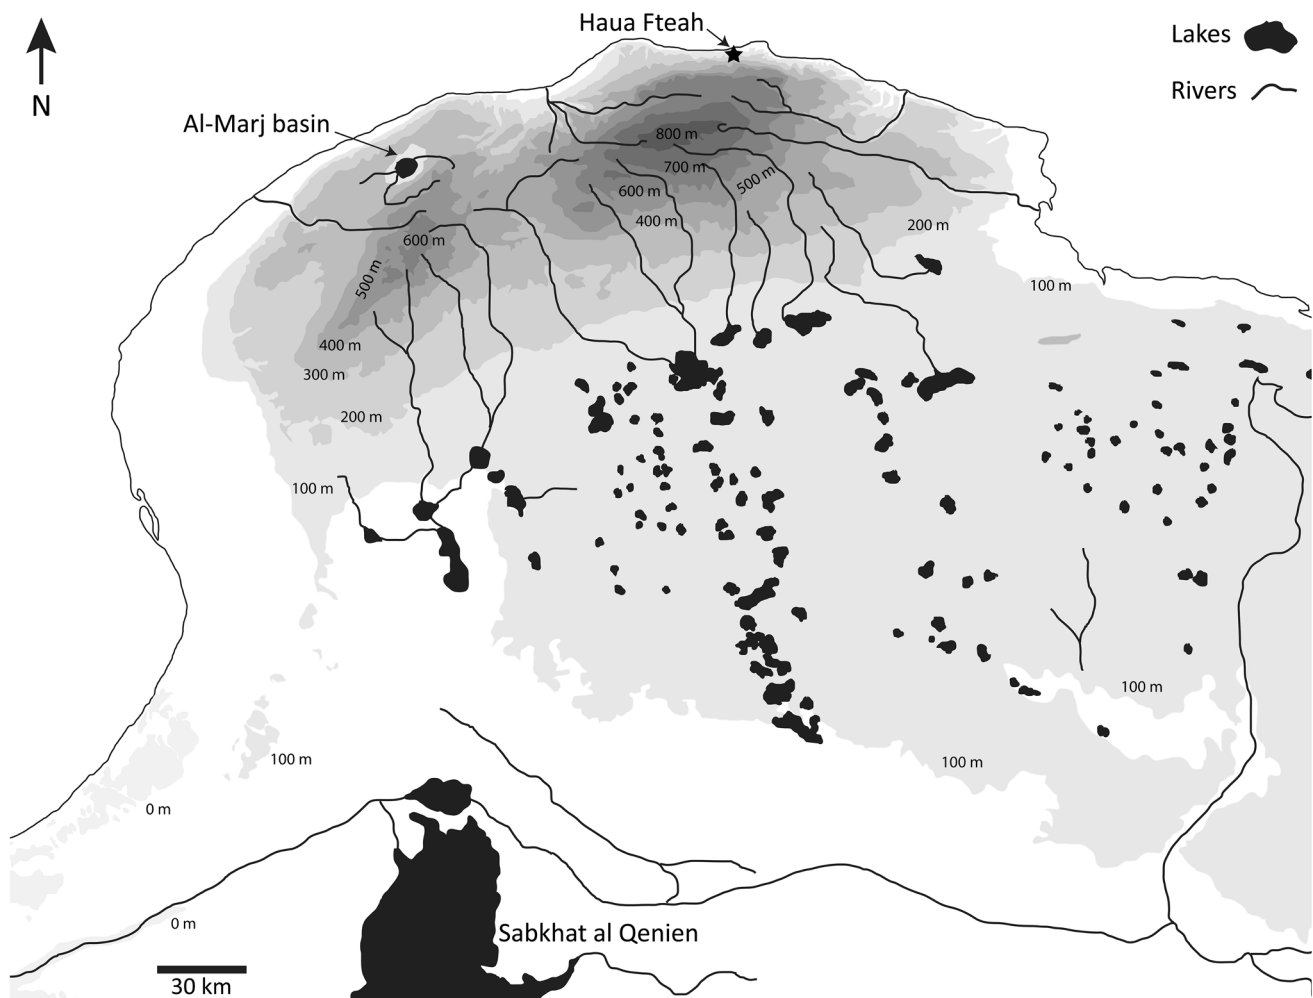 Haua Fteah
Lakes
Rivers
N
Al-Marj basin
800 m
700 m
600 m
500 m
400 m
200 m
600 m
500 m
100 m
400 m
300 m
200 m
100 m
100 m
100 m
100 m
0 m
0 m
Sabkhat al Qenien
30 km